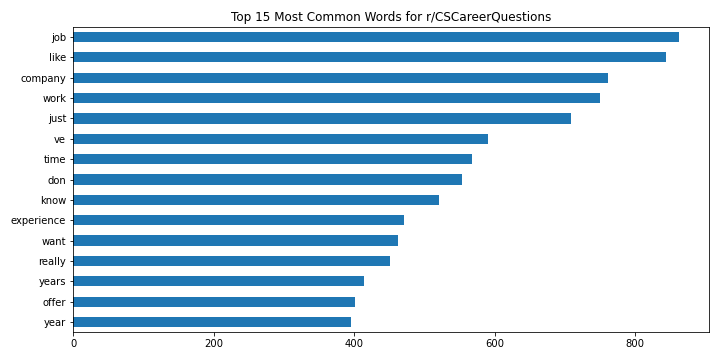 Top 15 Most Common Words for r/CSCareerQuestions
job
like
company
work
just
ve
time
don
know
experience
want
really
years
offer
year
0 200 400 600 800